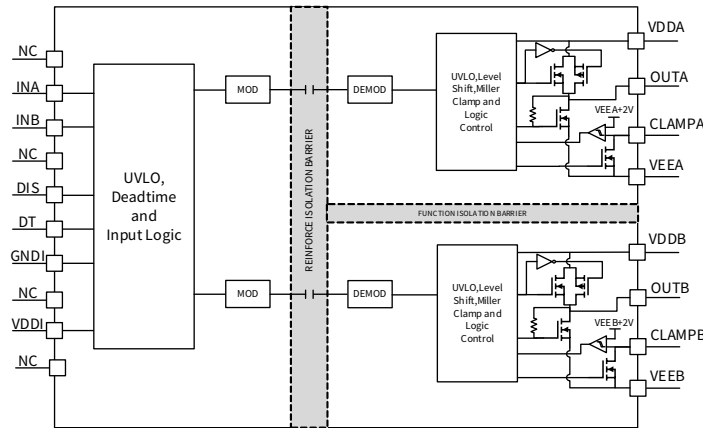 NC
INA
INB
NC
DIS
DT
GNDI
NC
VDDI
NC
UVLO,
Deadtime
and
Input Logic
MOD
MOD
REINFORCE ISOLATION BARRIER
DEMOD
DEMOD
UVLO,Level
Shift,Miller
Clamp and
Logic
Control
VEEA+2V
VDDA
OUTA
CLAMPA
VEEA
FUNCTION ISOLATION BARRIER
UVLO,Level
Shift,Miller
Clamp and
Logic
Control
VEEB+2V
VDDB
OUTB
CLAMPB
VEEB